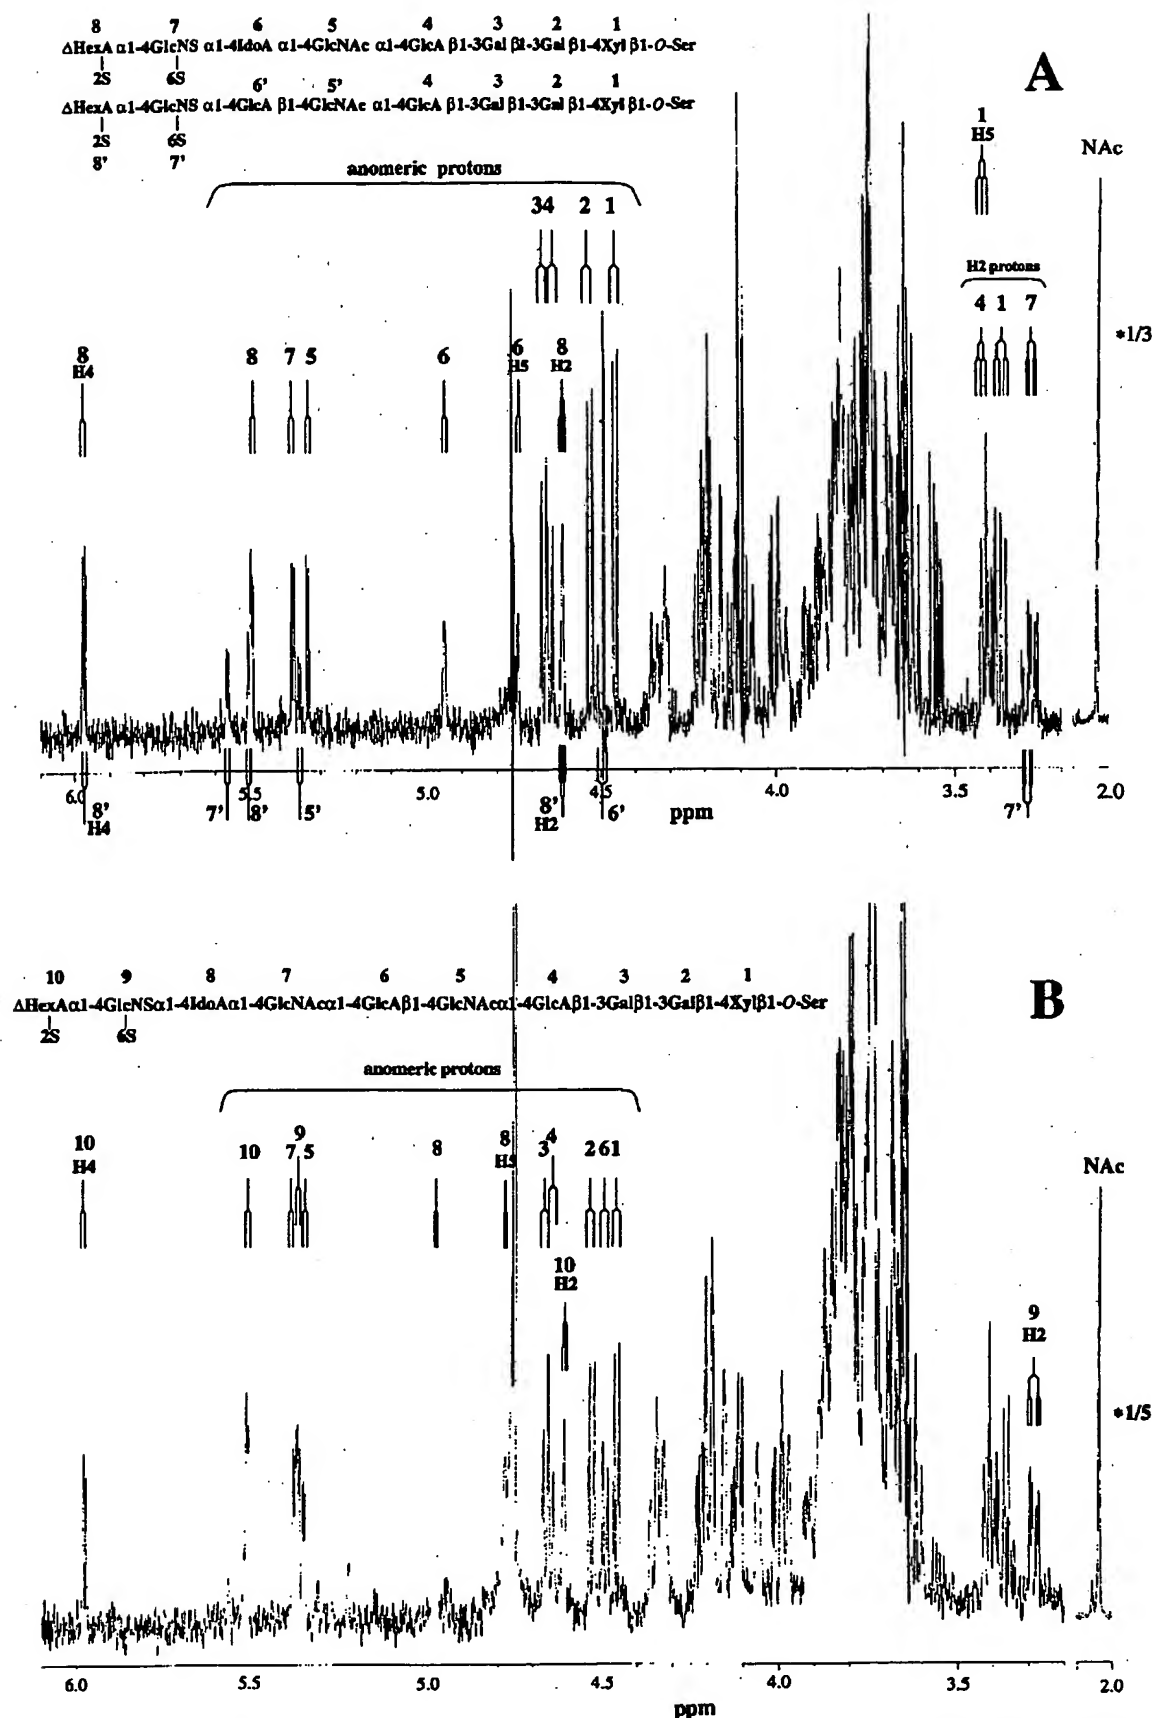 8 7 6 5 4 3 2 1
ΔHexA α1-4GlcNS α1-4IdoA α1-4GlcNAc α1-4GlcA β1-3Gal β1-3Gal β1-4Xyl β1-O-Ser
2S 6S
6' 5' 4 3 2 1
ΔHexA α1-4GlcNS α1-4GlcA β1-4GlcNAc α1-4GlcA β1-3Gal β1-3Gal β1-4Xyl β1-O-Ser
2S 6S
8' 7'
A
anomeric protons
1
H5
NAc
34 2 1
H2 protons
4 1 7
*1/3
8 8 7 5 6 6 8
H4 H5 H2
6.0 5.5 5.0 4.5 4.0 3.5 2.0
8' 7' 8' 5' 8' 6' 7'
H4 H2
ppm
10 9 8 7 6 5 4 3 2 1
ΔHexAα1-4GlcNSα1-4IdoAα1-4GlcNAcα1-4GlcAβ1-4GlcNAcα1-4GlcAβ1-3Galβ1-3Galβ1-4Xylβ1-O-Ser
2S 6S
B
anomeric protons
10 10 7 9 5 8 8 3 4 2 6 1
H4 H5
NAc
10
H2
9
H2
*1/5
6.0 5.5 5.0 4.5 4.0 3.5 2.0
ppm